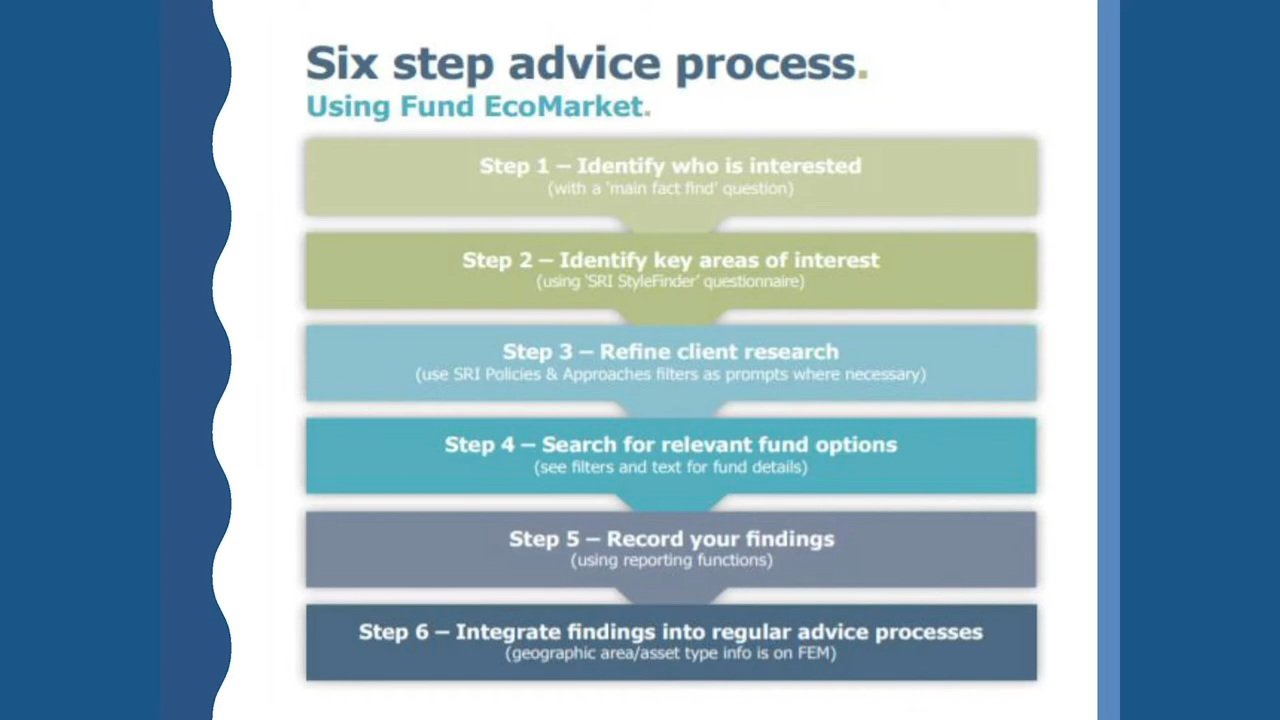 Six step advice process.
Using Fund EcoMarket.
Step 1 – Identify who is interested
(with a 'main fact find' question)
Step 2 – Identify key areas of interest
(using 'SRI StyleFinder' questionnaire)
Step 3 – Refine client research
(use SRI Policies & Approaches filters as prompts where necessary)
Step 4 – Search for relevant fund options
(see filters and text for fund details)
Step 5 – Record your findings
(using reporting functions)
Step 6 – Integrate findings into regular advice processes
(geographic area/asset type info is on FEM)